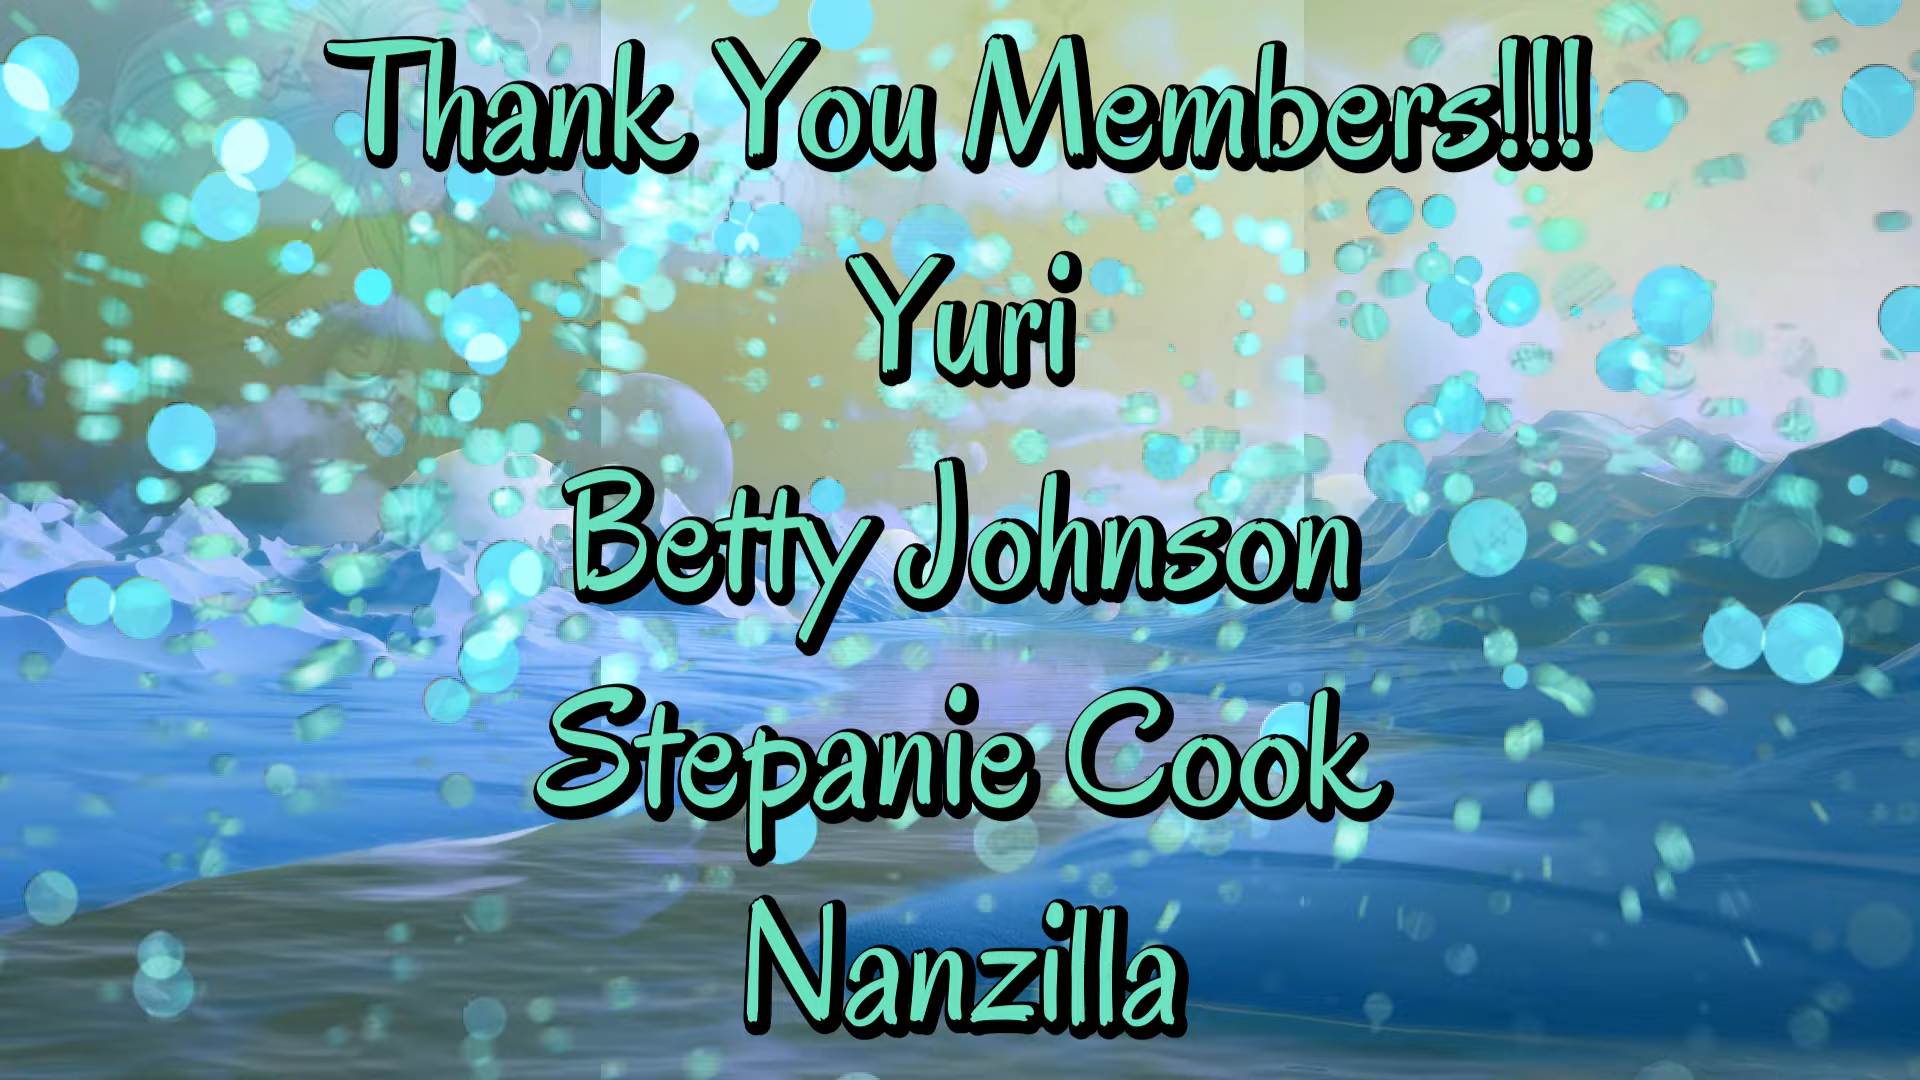 Thank You Members!!!
Yuri
Betty Johnson
Stepanie Cook
Nanzilla